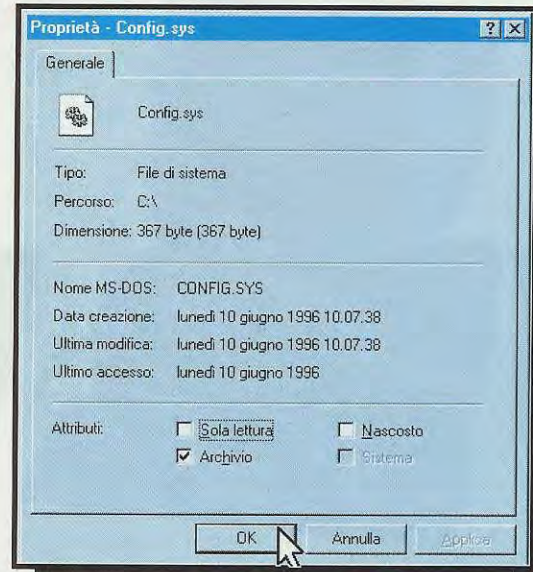 Proprietà - Config.sys
Generale
Config.sys
Tipo: File di sistema
Percorso: C:\
Dimensione: 367 byte (367 byte)
Nome MS-DOS: CONFIG.SYS
Data creazione: lunedì 10 giugno 1996 10.07.38
Ultima modifica: lunedì 10 giugno 1996 10.07.38
Ultimo accesso: lunedì 10 giugno 1996
Attributi: Sola lettura Nascosto
Archivio Sistema
OK Annulla Applica